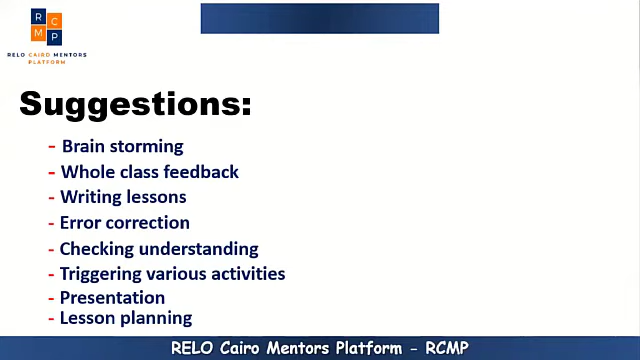 R C
M P
RELO CAIRO MENTORS
PLATFORM
Suggestions:
- Brain storming
- Whole class feedback
- Writing lessons
- Error correction
- Checking understanding
- Triggering various activities
- Presentation
- Lesson planning
RELO Cairo Mentors Platform - RCMP